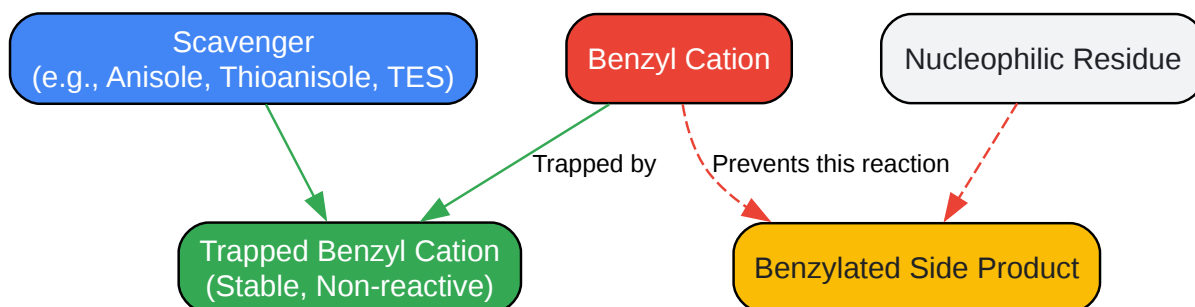 Scavenger
(e.g., Anisole, Thioanisole, TES)
Benzyl Cation
Nucleophilic Residue
Trapped by
Prevents this reaction
Trapped Benzyl Cation
(Stable, Non-reactive)
Benzylated Side Product